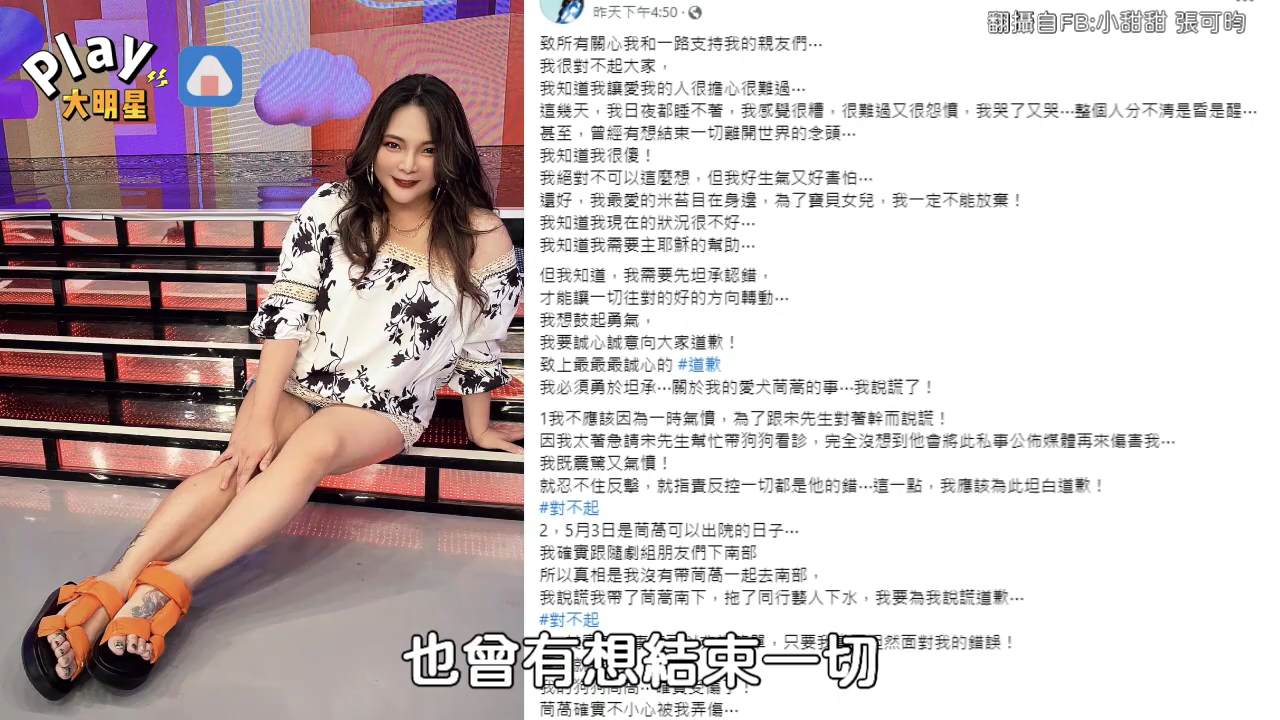 Play
大明星
昨天下午4:50
翻攝自FB:小甜甜 張可昀
致所有關心我和一路支持我的親友們…
我很對不起大家，
我知道我讓愛我的人很擔心很難過…
這幾天，我日夜都睡不著，我感覺很糟，很難過又很怨憤，我哭了又哭…整個人分不清是昏是醒…
甚至，曾經有想結束一切離開世界的念頭…
我知道我很傻！
我絕對不可以這麼想，但我好生氣又好害怕…
還好，我最愛的米苔目在身邊，為了寶貝女兒，我一定不能放棄！
我知道我現在的狀況很不好…
我知道我需要主耶穌的幫助…
但我知道，我需要先坦承認錯，
才能讓一切往對的好的方向轉動…
我想鼓起勇氣，
我要誠心誠意向大家道歉！
致上最最最誠心的 #道歉
我必須勇於坦承…關於我的愛犬茼蒿的事…我說謊了！
1我不應該因為一時氣憤，為了跟宋先生對著幹而說謊！
因我太著急請宋先生幫忙帶狗狗看診，完全沒想到他會將此私事公佈媒體再來傷害我…
我既震驚又氣憤！
就忍不住反擊，就指責反控一切都是他的錯…這一點，我應該為此坦白道歉！
#對不起
2，5月3日是茼蒿可以出院的日子…
我確實跟隨劇組朋友們下南部
所以真相是我沒有帶茼蒿一起去南部，
我說謊我帶了茼蒿南下，拖了同行藝人下水，我要為我說謊道歉…
#對不起
，只要我
然面對我的錯誤！
也曾有想結束一切
茼蒿確實不小心被我弄傷…